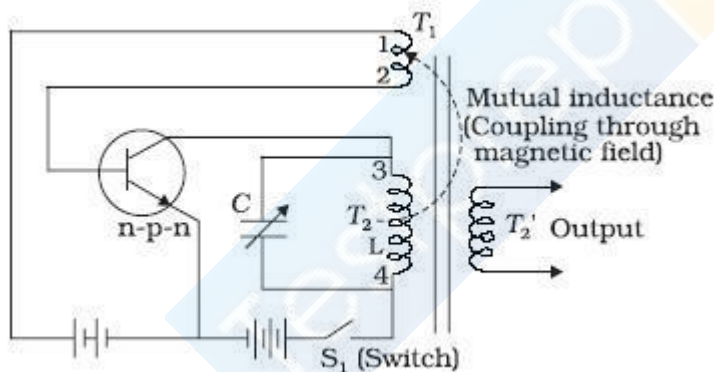 T₁
1
2
Mutual inductance
(Coupling through
magnetic field)
3
C
T₂
T₂' Output
n-p-n
L
4
S₁ (Switch)